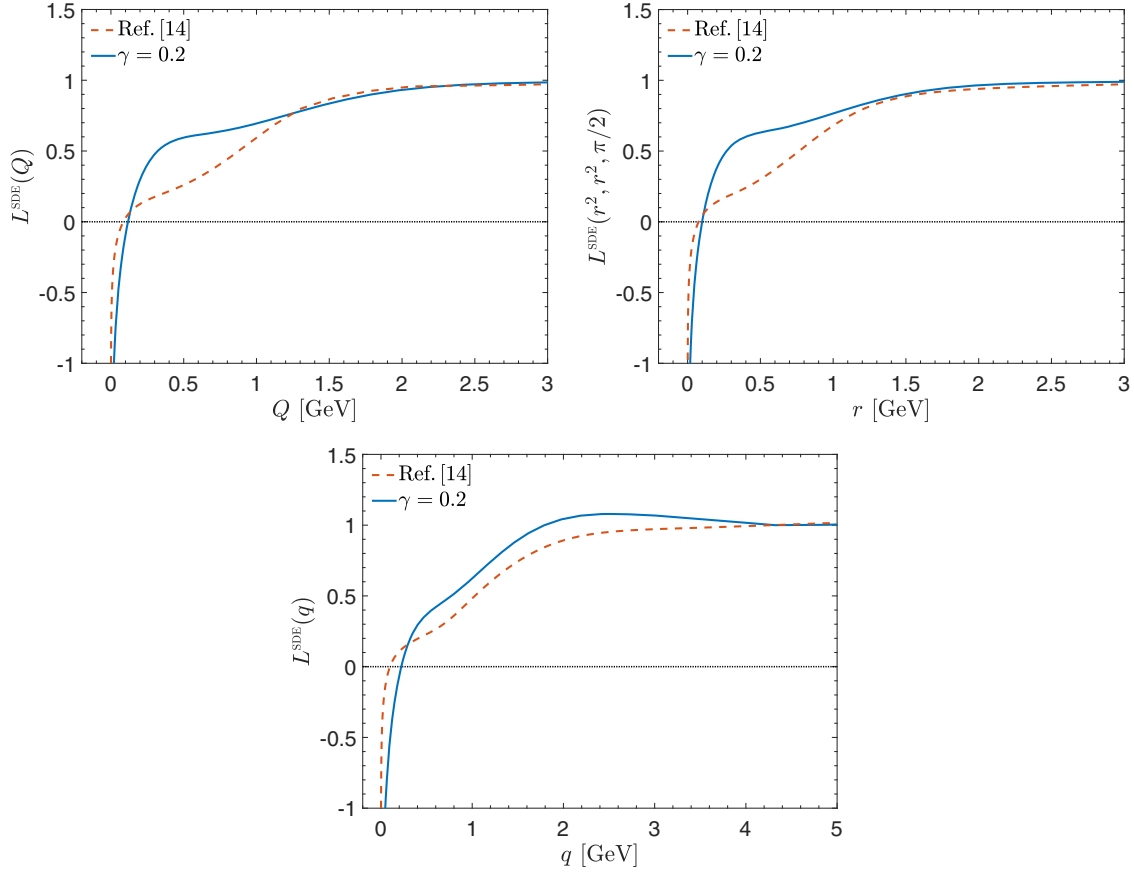 1.5
Ref. [14]
γ = 0.2
1
0.5
0
-0.5
-1
L^SDE(Q)
0 0.5 1 1.5 2 2.5 3
Q [GeV]
1.5
Ref. [14]
γ = 0.2
1
0.5
0
-0.5
-1
L^SDE(r², r², π/2)
0 0.5 1 1.5 2 2.5 3
r [GeV]
1.5
Ref. [14]
γ = 0.2
1
0.5
0
-0.5
-1
L^SDE(q)
0 1 2 3 4 5
q [GeV]